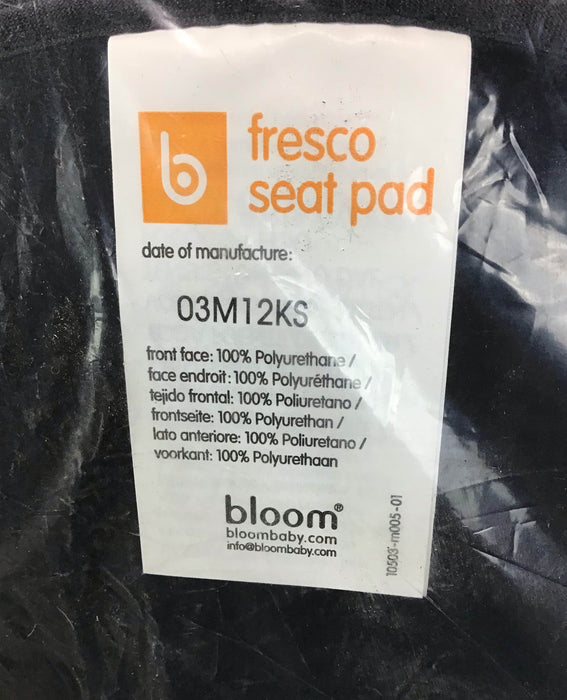 b
fresco
seat pad
date of manufacture:
03M12KS
front face: 100% Polyurethane /
face endroit: 100% Polyuréthane /
tejido frontal: 100% Poliuretano /
frontseite: 100% Polyurethan /
lato anteriore: 100% Poliuretano /
voorkant: 100% Polyurethaan
bloom®
bloombaby.com
info@bloombaby.com
10503-m005-01